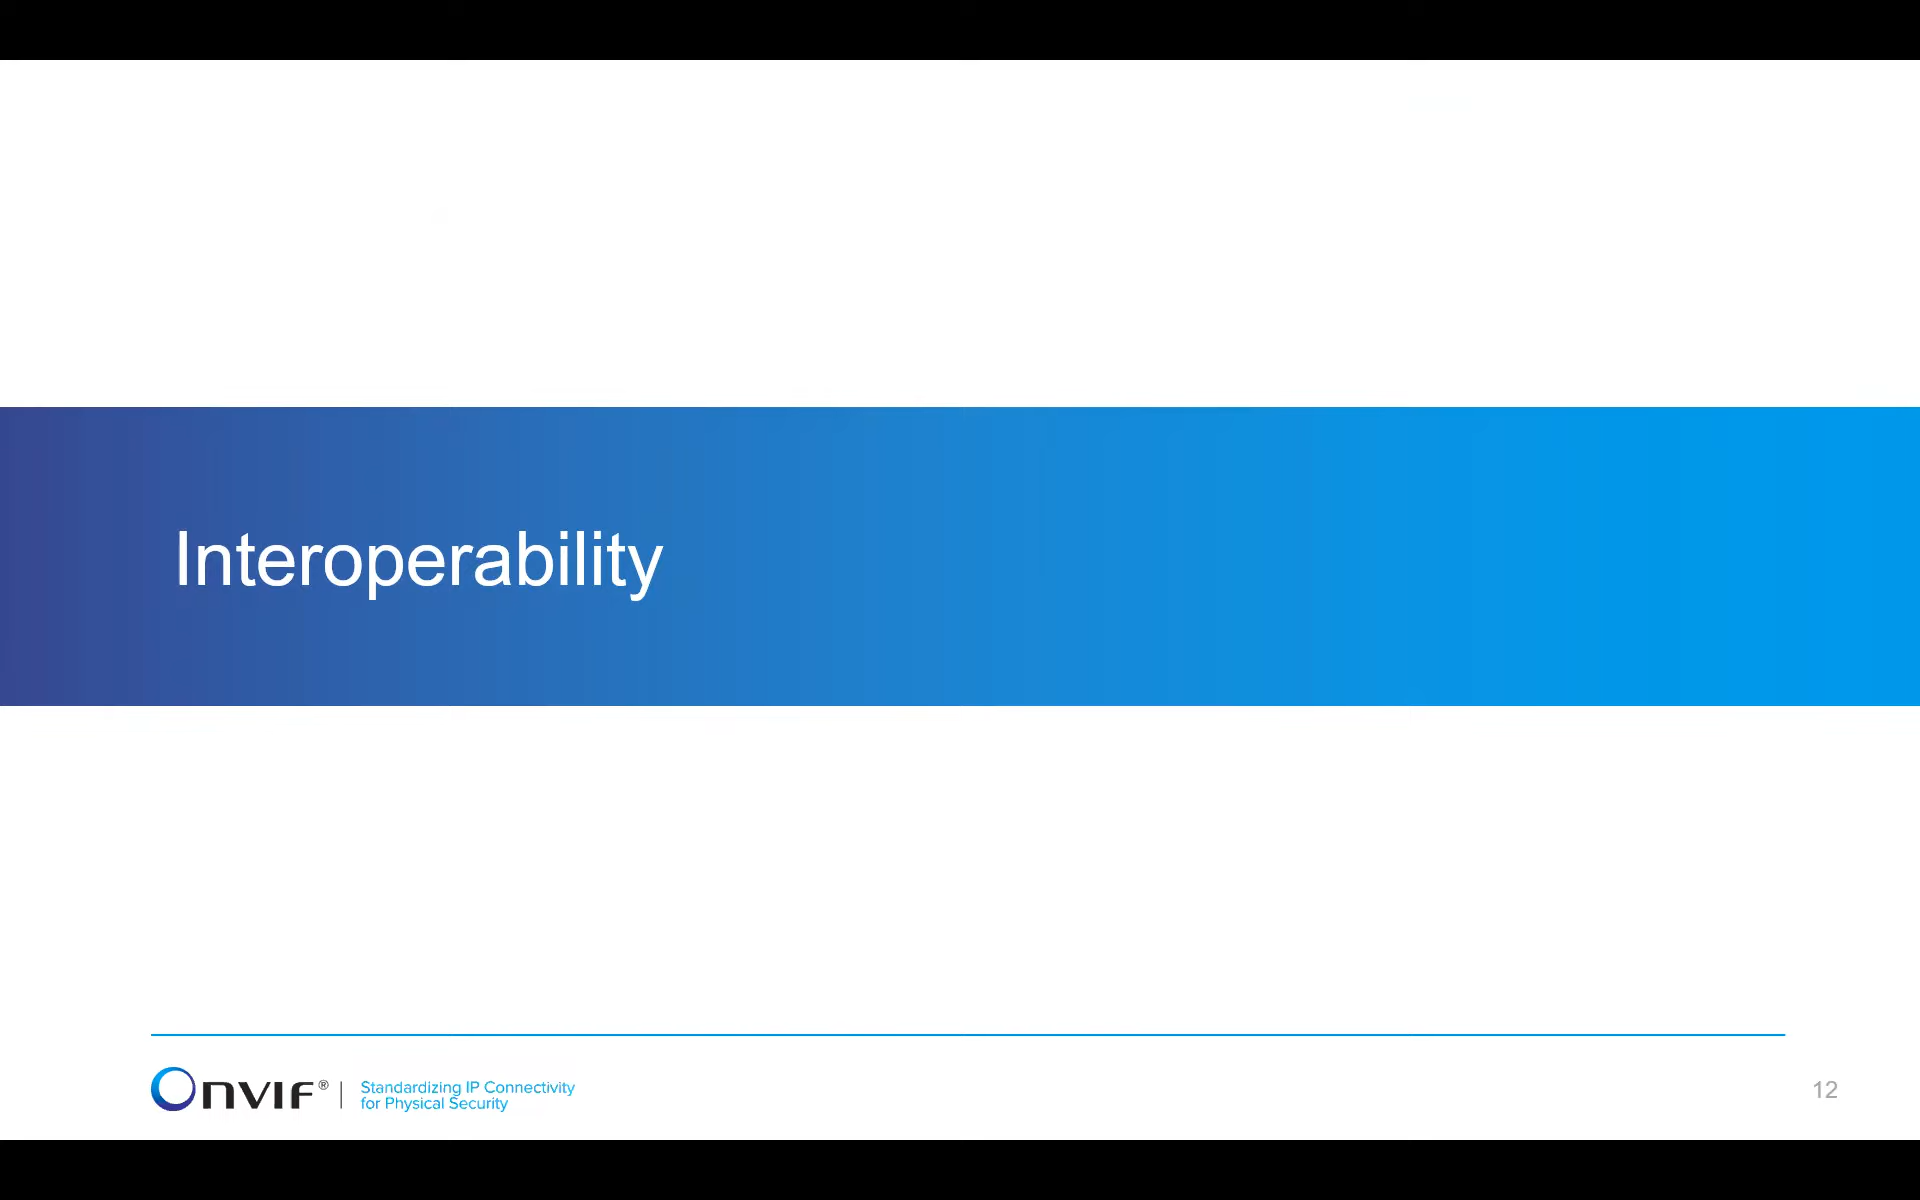 Interoperability
ONVIF® | Standardizing IP Connectivity
for Physical Security
12